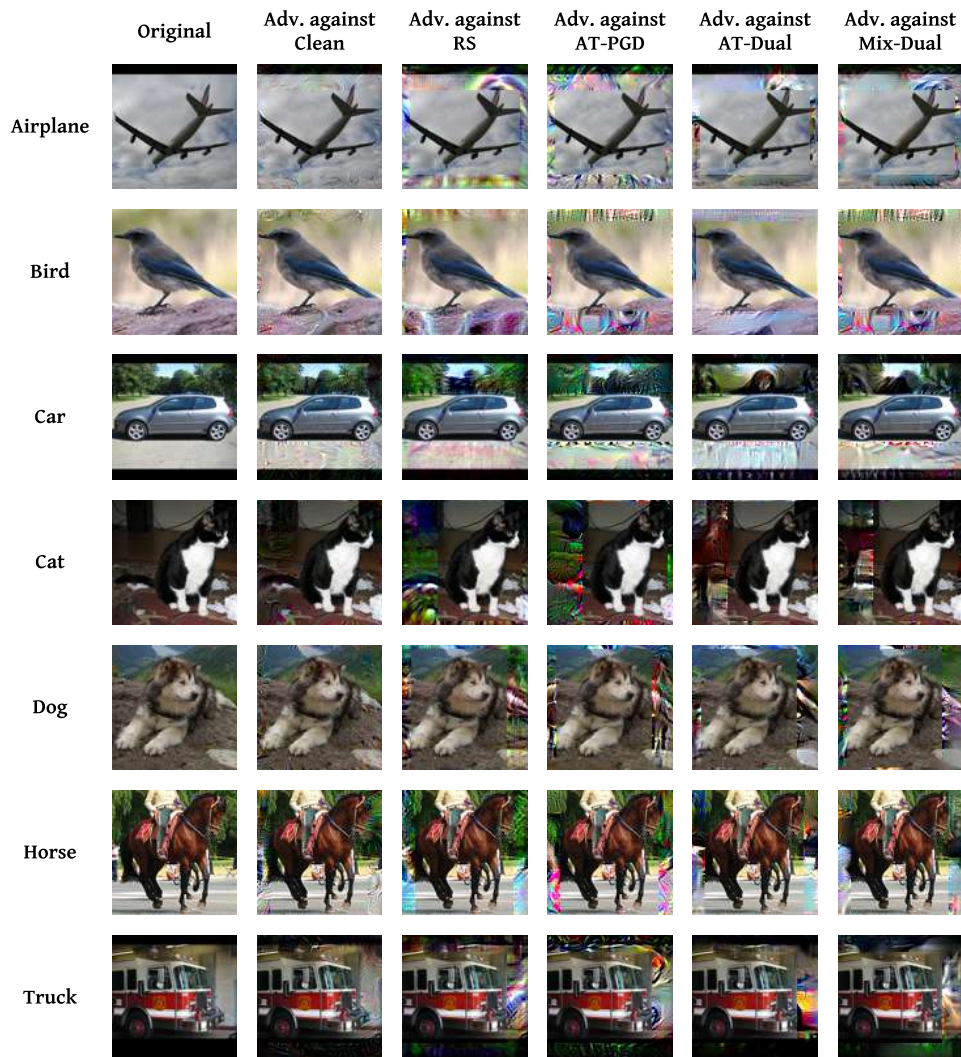 Original
Adv. against
Clean
Adv. against
RS
Adv. against
AT-PGD
Adv. against
AT-Dual
Adv. against
Mix-Dual
Airplane
Bird
Car
Cat
Dog
Horse
Truck